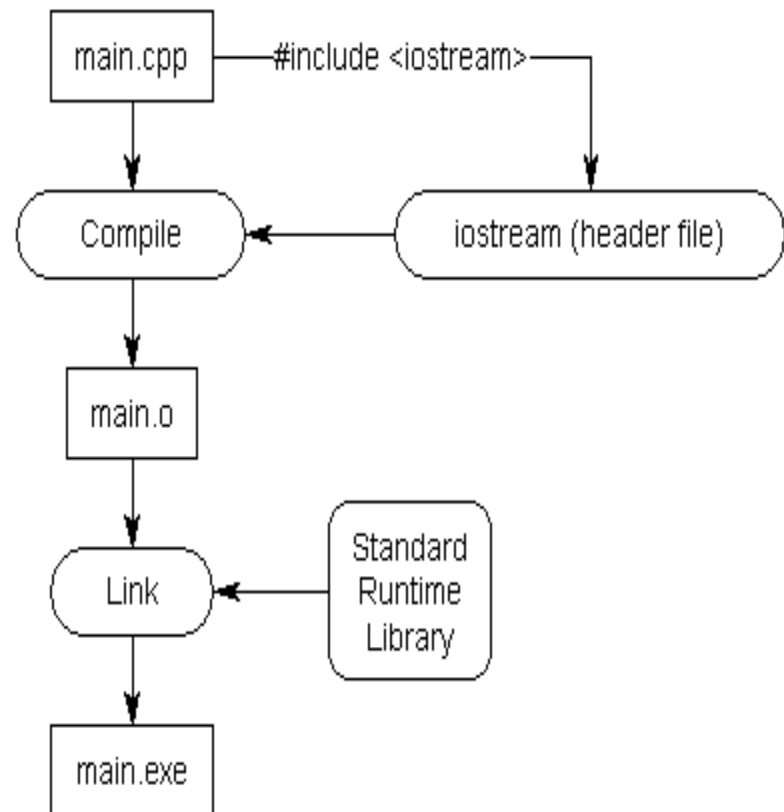 main.cpp
#include <iostream>
Compile
iostream (header file)
main.o
Standard
Runtime
Library
Link
main.exe